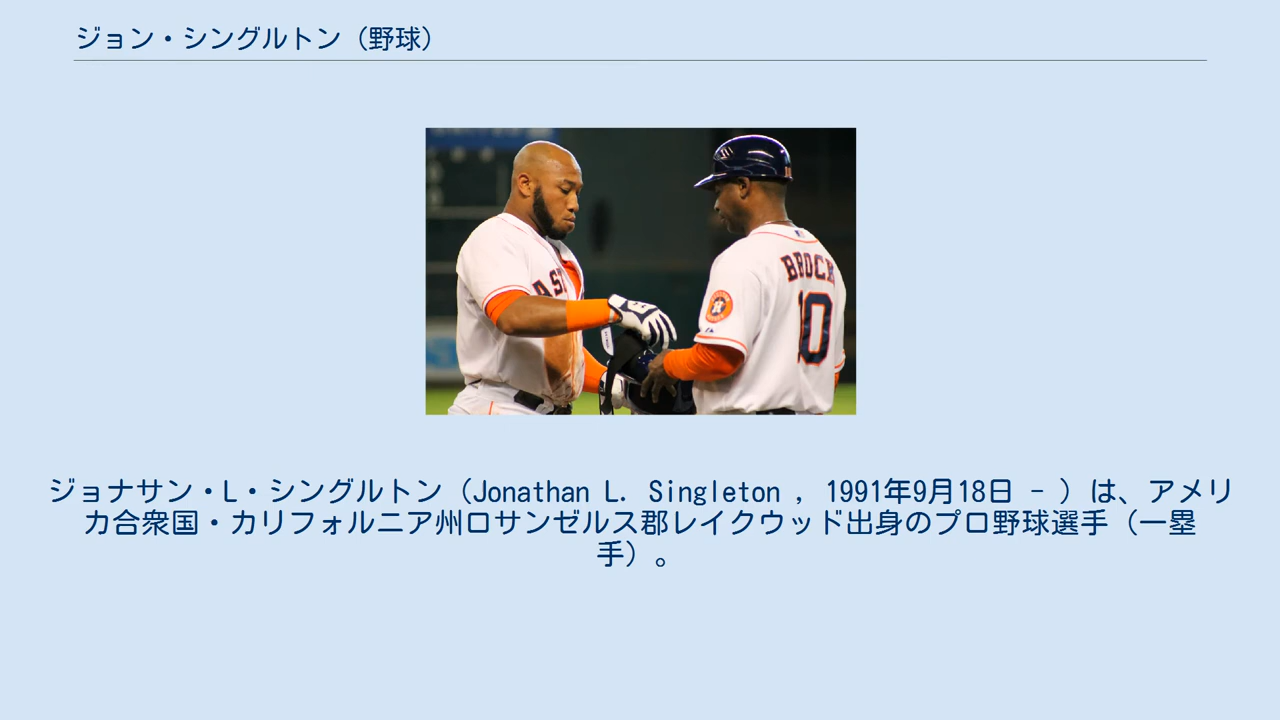 ジョン・シングルトン（野球）
AST
BROCK
10
ジョナサン・L・シングルトン（Jonathan L. Singleton , 1991年9月18日 - ）は、アメリ
カ合衆国・カリフォルニア州ロサンゼルス郡レイクウッド出身のプロ野球選手（一塁
手）。